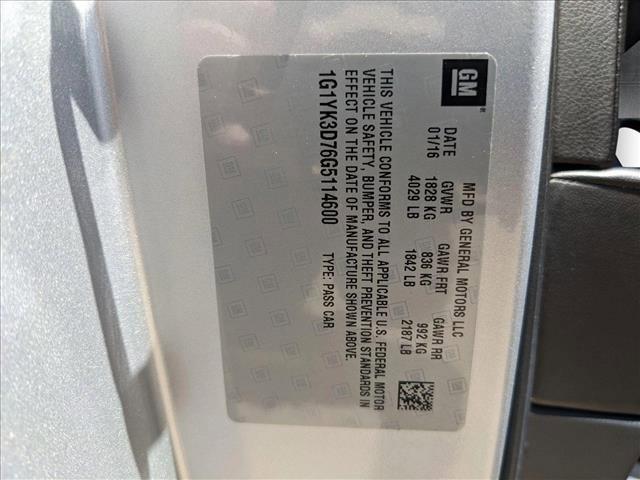 GM
®
MFD BY GENERAL MOTORS LLC
DATE GVWR GAWR FRT GAWR RR
01/16 1828 KG 836 KG 992 KG
4029 LB 1842 LB 2187 LB
THIS VEHICLE CONFORMS TO ALL APPLICABLE U.S. FEDERAL MOTOR
VEHICLE SAFETY, BUMPER, AND THEFT PREVENTION STANDARDS IN
EFFECT ON THE DATE OF MANUFACTURE SHOWN ABOVE.
1G1YK3D76G5114600 TYPE: PASS CAR